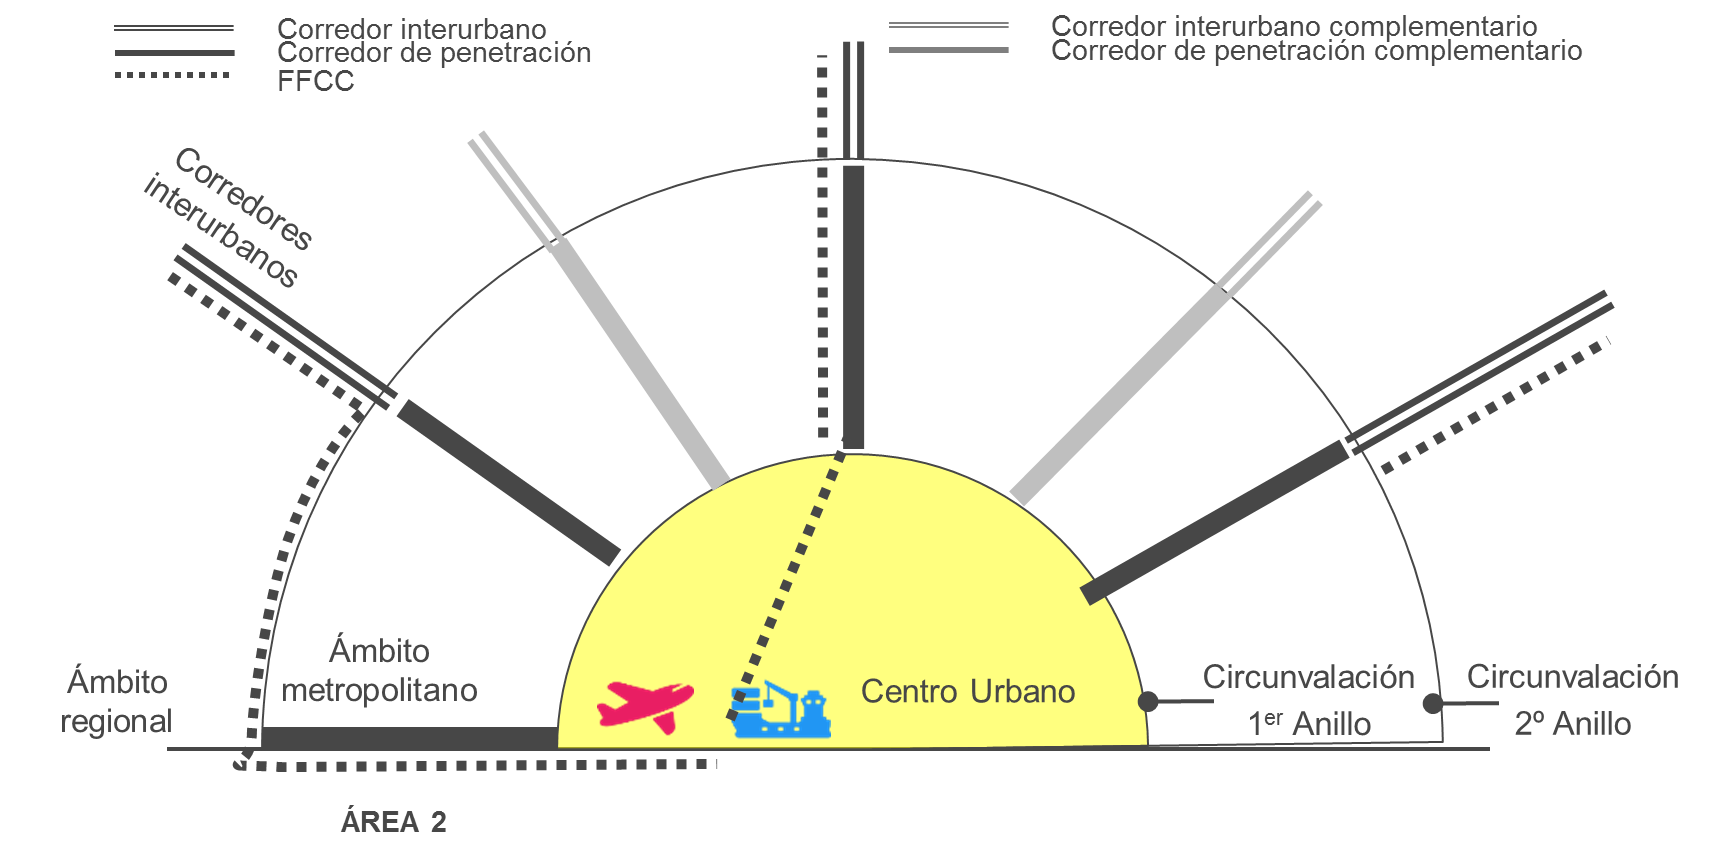 Corredor interurbano
Corredor de penetración
FFCC
Corredor interurbano complementario
Corredor de penetración complementario
Corredores
interurbanos
Ámbito
regional
Ámbito
metropolitano
Centro Urbano
Circunvalación
1er Anillo
Circunvalación
2º Anillo
ÁREA 2